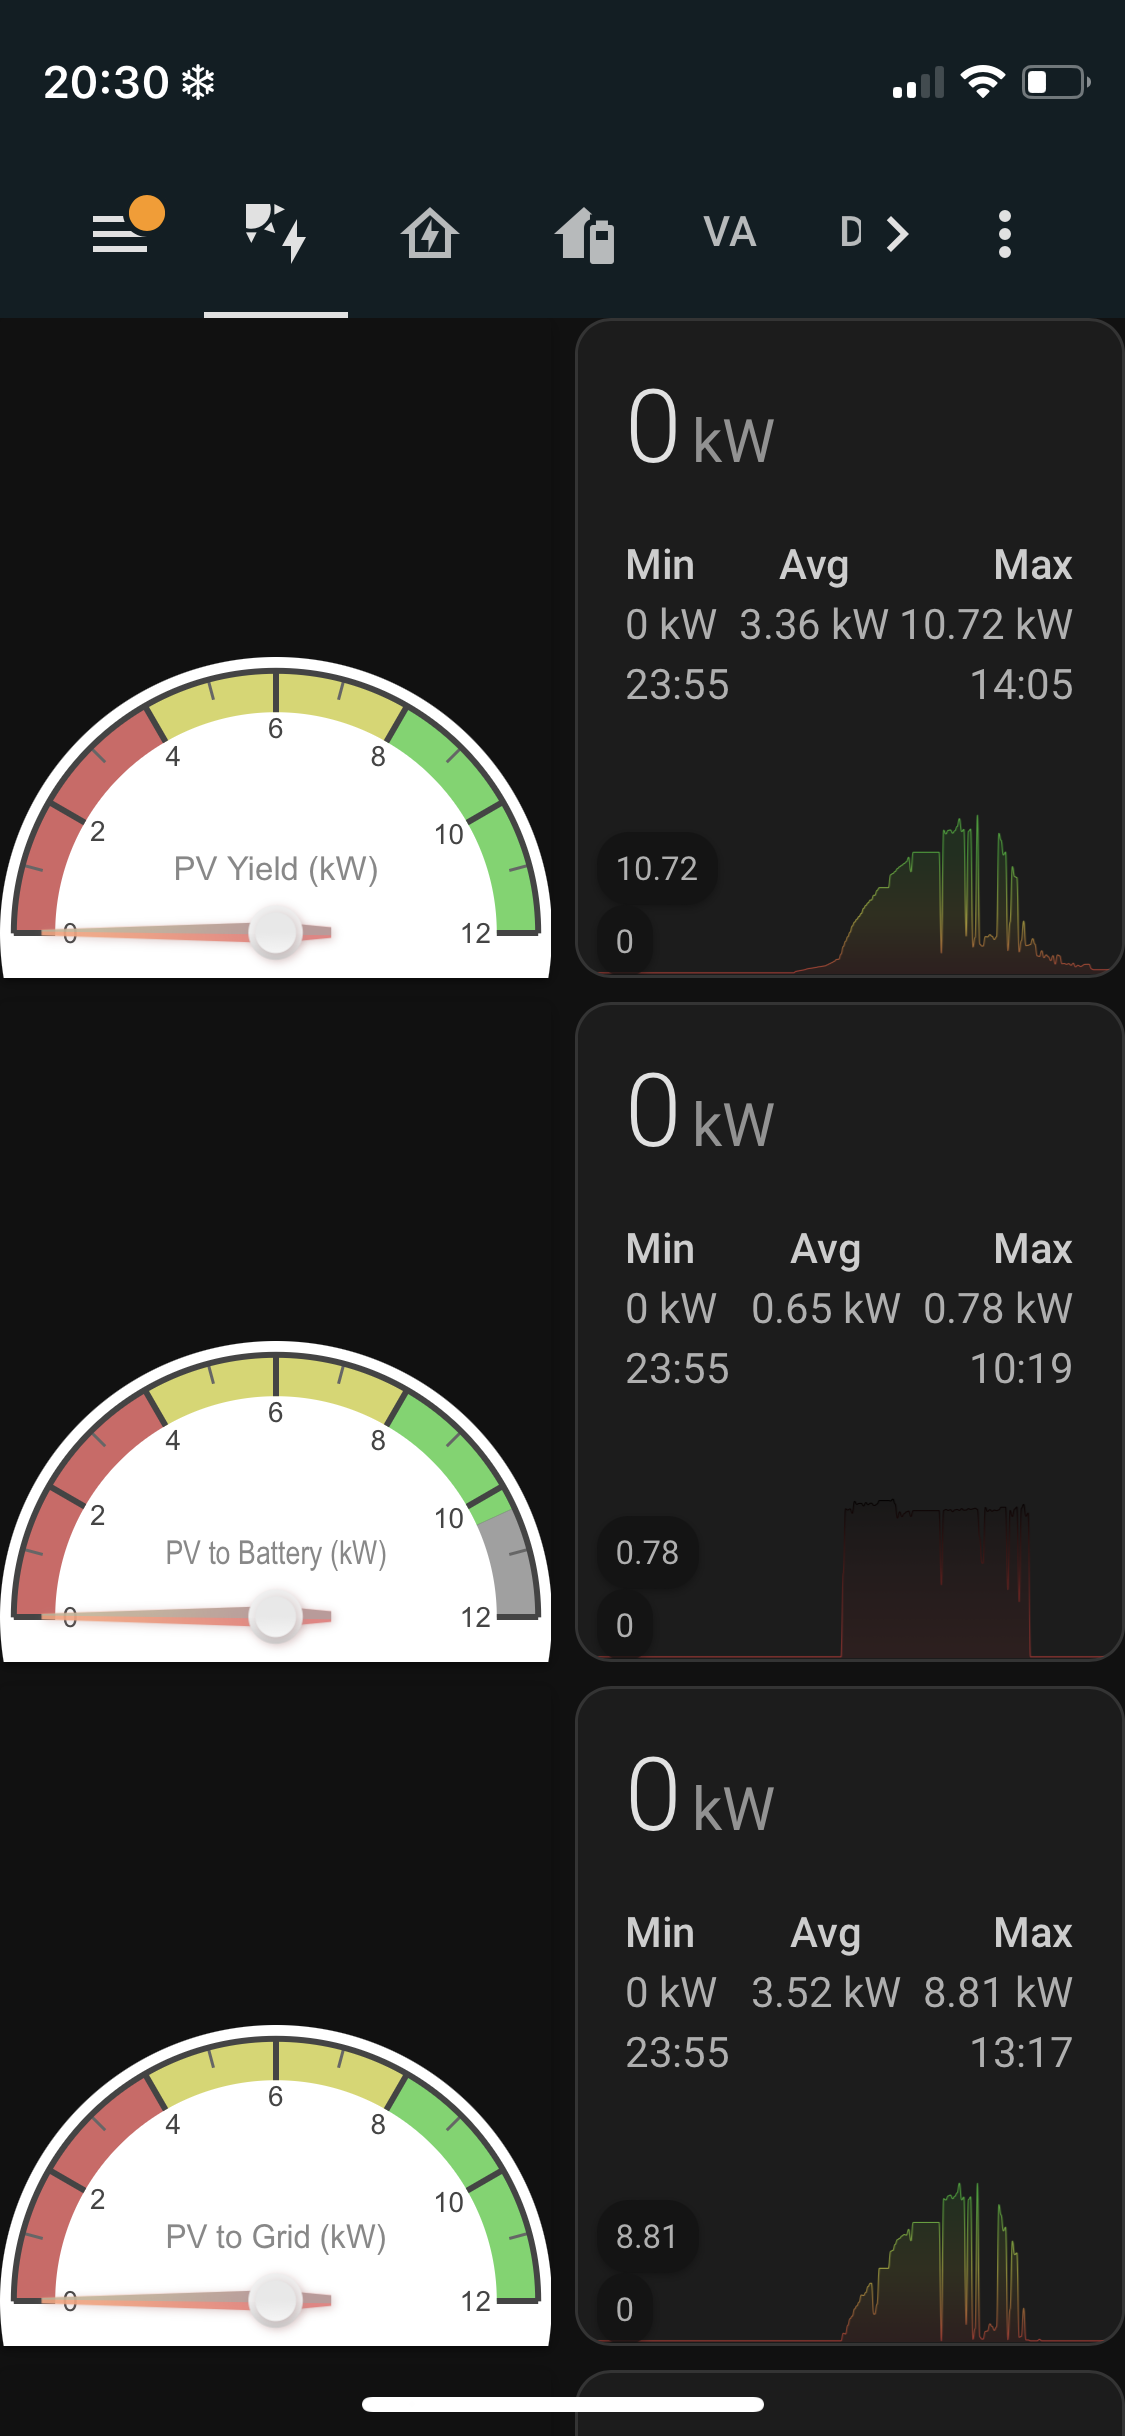 20:30
VA
0 kW
Min Avg Max
0 kW 3.36 kW 10.72 kW
23:55 14:05
10.72
0
0 2 4 6 8 10 12
PV Yield (kW)
0 kW
Min Avg Max
0 kW 0.65 kW 0.78 kW
23:55 10:19
0.78
0
0 2 4 6 8 10 12
PV to Battery (kW)
0 kW
Min Avg Max
0 kW 3.52 kW 8.81 kW
23:55 13:17
8.81
0
0 2 4 6 8 10 12
PV to Grid (kW)